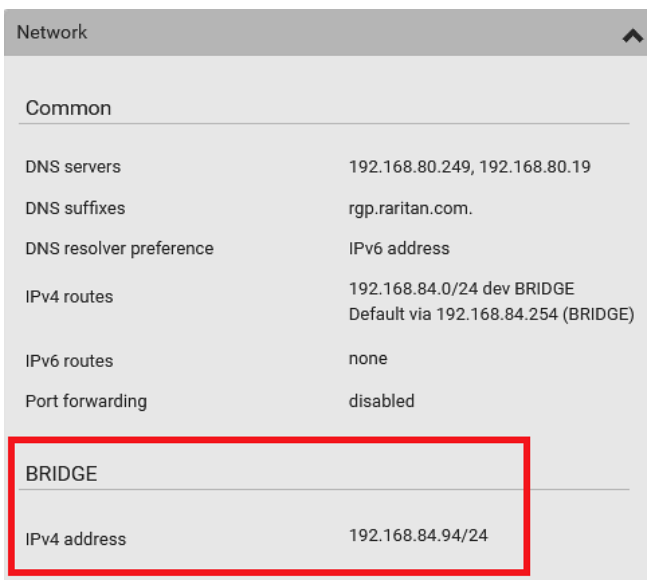 Network
Common
DNS servers 192.168.80.249, 192.168.80.19
DNS suffixes rgp.raritan.com.
DNS resolver preference IPv6 address
IPv4 routes 192.168.84.0/24 dev BRIDGE
Default via 192.168.84.254 (BRIDGE)
IPv6 routes none
Port forwarding disabled
BRIDGE
IPv4 address 192.168.84.94/24